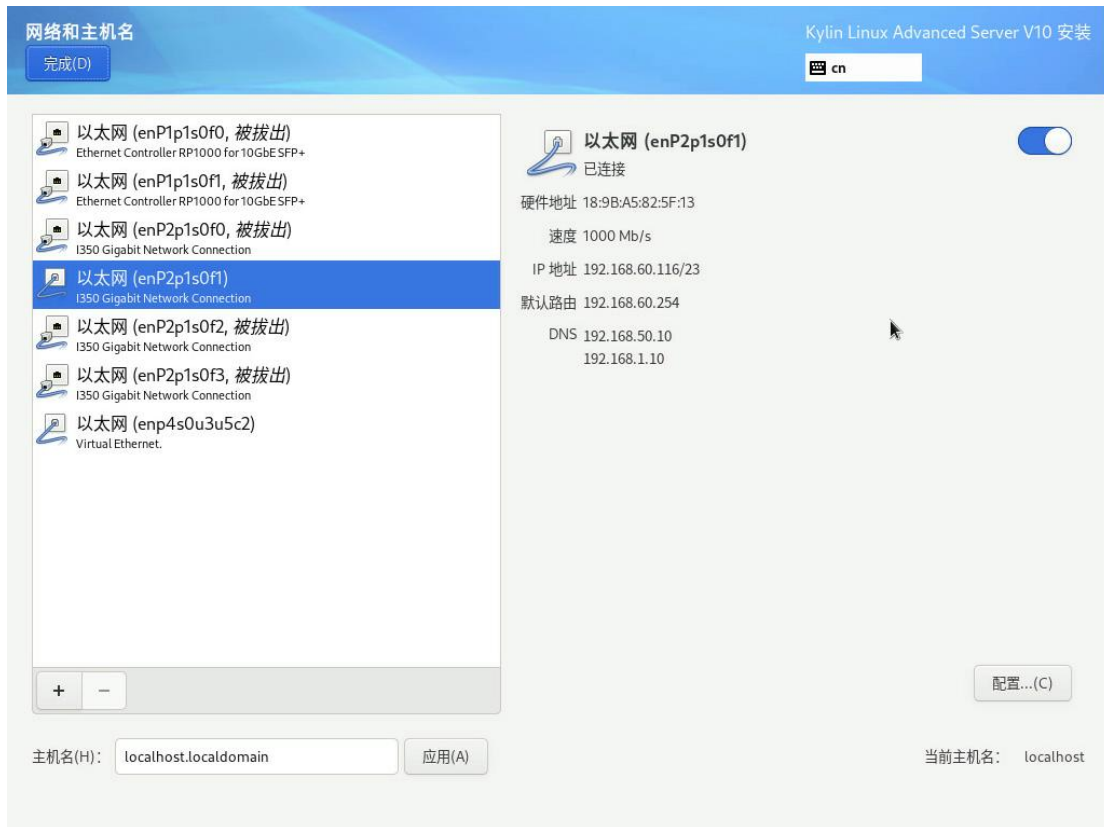 网络和主机名
Kylin Linux Advanced Server V10 安装
完成(D)
cn
以太网 (enP1p1s0f0, 被拔出)
Ethernet Controller RP1000 for 10GbE SFP+
以太网 (enP1p1s0f1, 被拔出)
Ethernet Controller RP1000 for 10GbE SFP+
以太网 (enP2p1s0f0, 被拔出)
I350 Gigabit Network Connection
以太网 (enP2p1s0f1)
I350 Gigabit Network Connection
以太网 (enP2p1s0f2, 被拔出)
I350 Gigabit Network Connection
以太网 (enP2p1s0f3, 被拔出)
I350 Gigabit Network Connection
以太网 (enp4s0u3u5c2)
Virtual Ethernet.
以太网 (enP2p1s0f1)
已连接
硬件地址 18:9B:A5:82:5F:13
速度 1000 Mb/s
IP 地址 192.168.60.116/23
默认路由 192.168.60.254
DNS 192.168.50.10
192.168.1.10
+ −
配置...(C)
主机名(H): localhost.localdomain 应用(A)
当前主机名: localhost